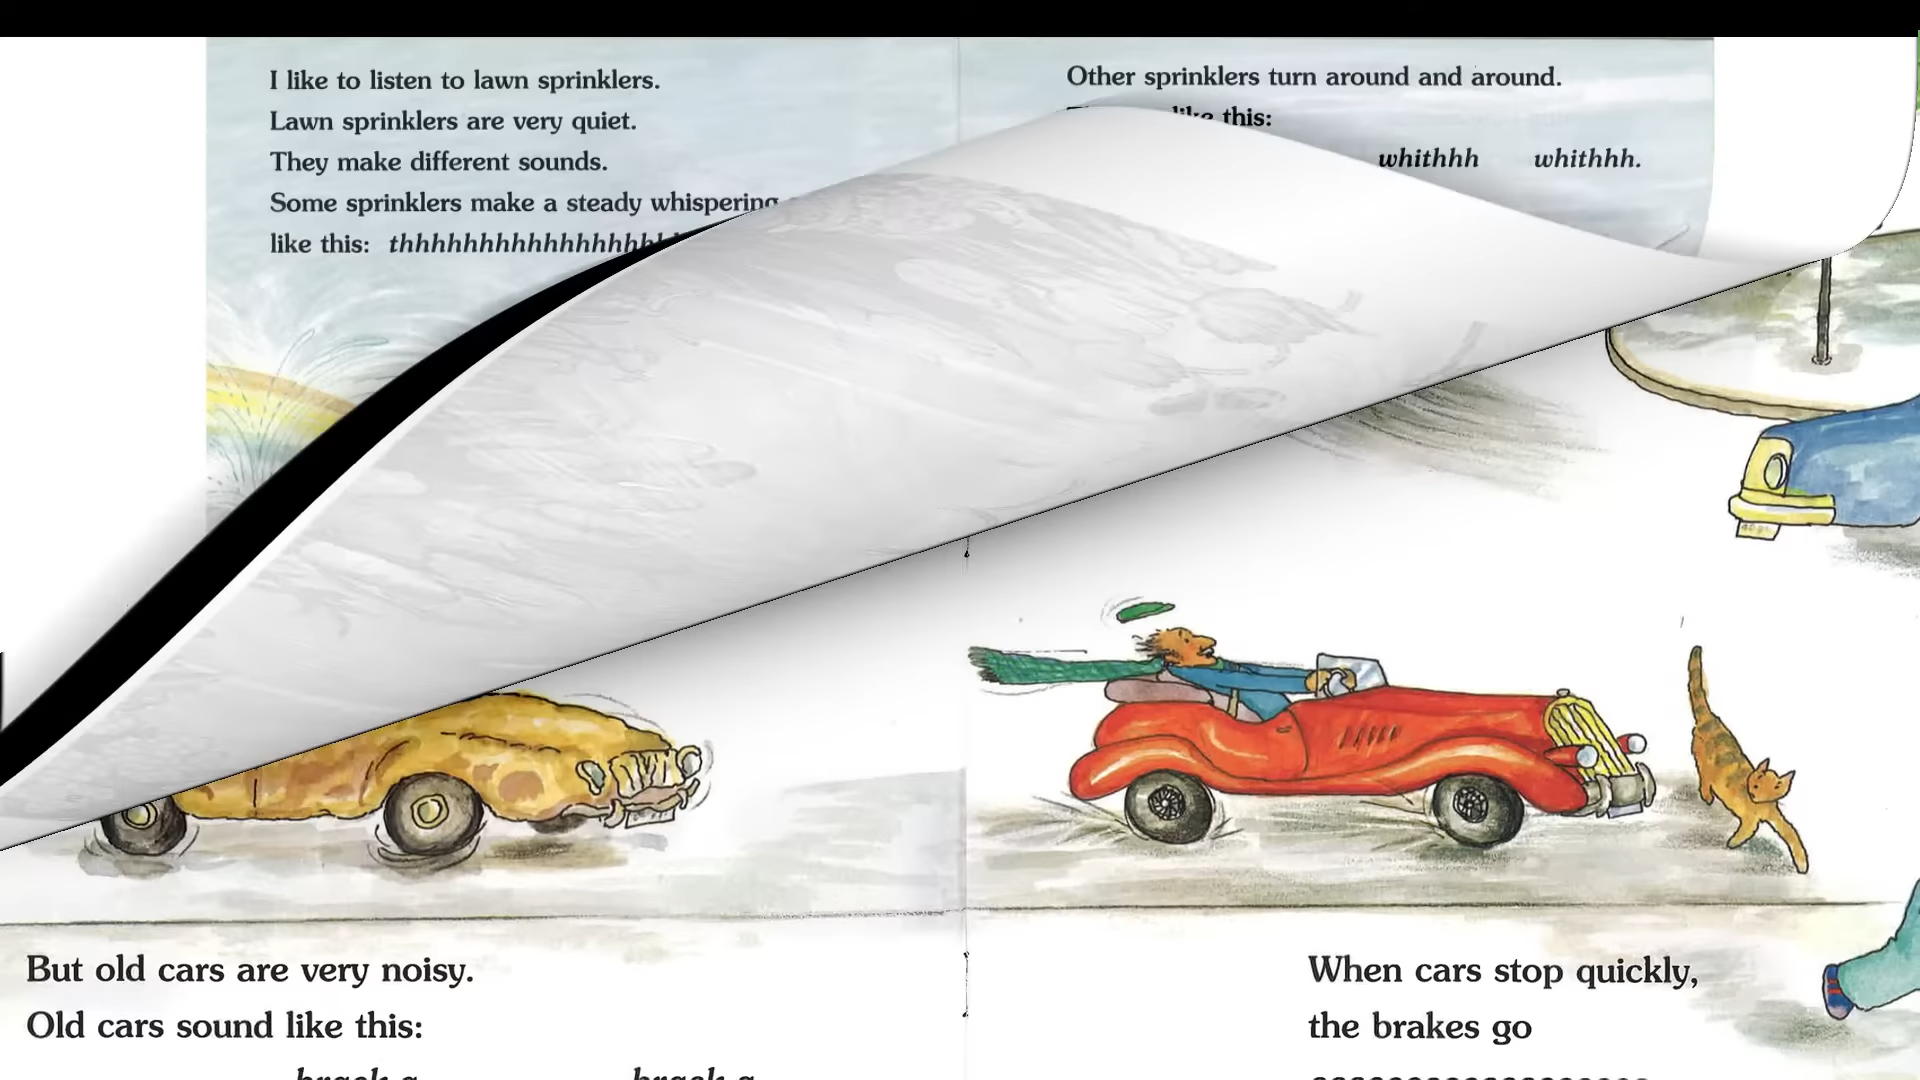 I like to listen to lawn sprinklers.
Lawn sprinklers are very quiet.
They make different sounds.
Some sprinklers make a steady whispering
like this:
Other sprinklers turn around and around.
like this:
whithhh whithhh.
But old cars are very noisy.
Old cars sound like this:
When cars stop quickly,
the brakes go